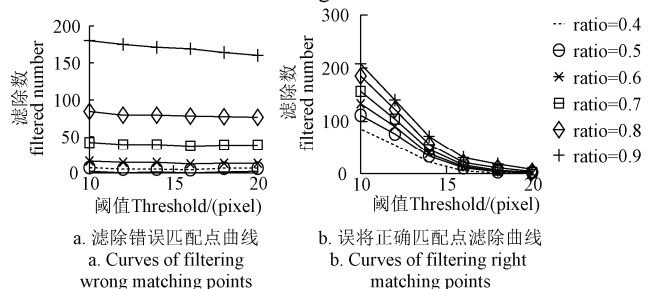 滤除数
filtered number
200
150
100
50
0
10
15
20
阈值Threshold/(pixel)
a. 滤除错误匹配点曲线
a. Curves of filtering
wrong matching points
滤除数
filtered number
300
200
100
0
10
15
20
阈值Threshold/(pixel)
b. 误将正确匹配点滤除曲线
b. Curves of filtering right
matching points
ratio=0.4
ratio=0.5
ratio=0.6
ratio=0.7
ratio=0.8
ratio=0.9